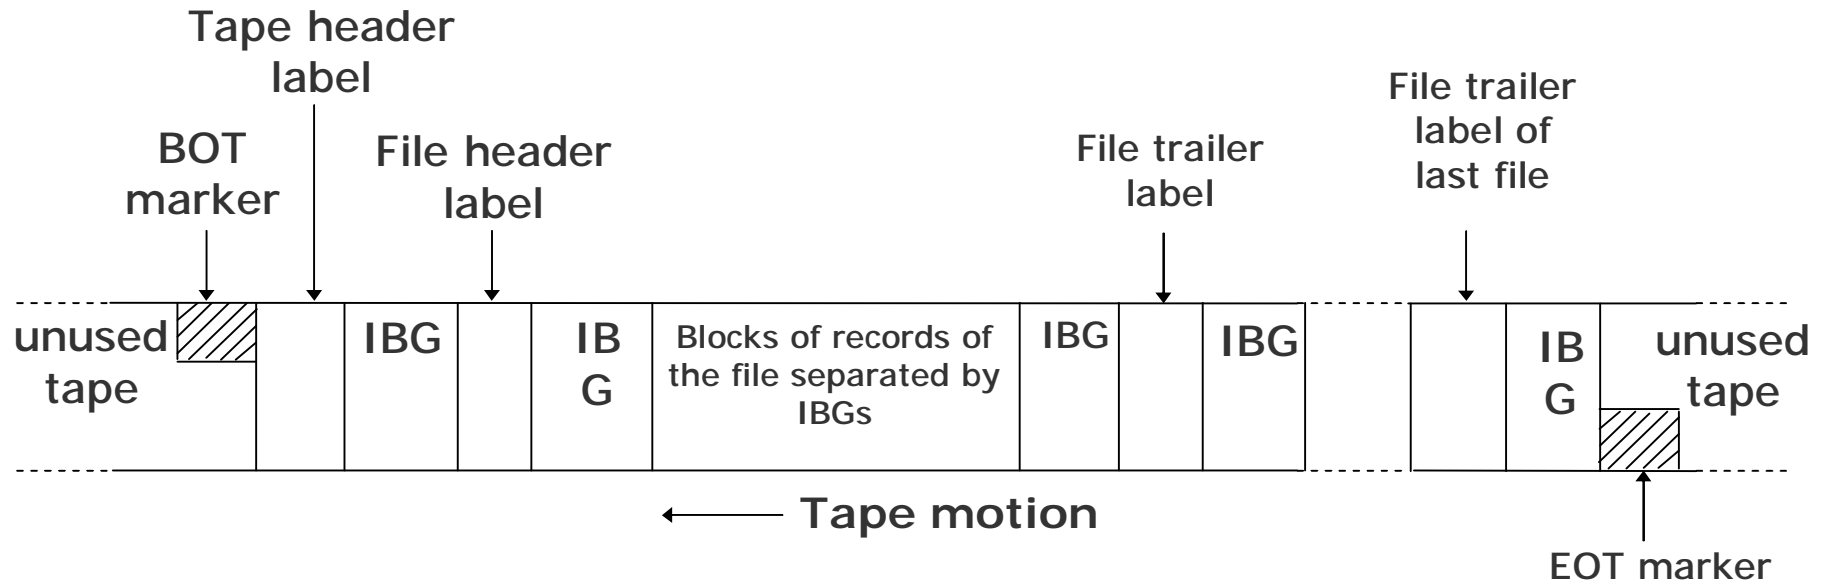 Tape header
label
BOT
marker
File header
label
File trailer
label
File trailer
label of
last file
unused
tape
IBG
IB
G
Blocks of records of
the file separated by
IBGs
IBG
IBG
IB
G
unused
tape
Tape motion
EOT marker